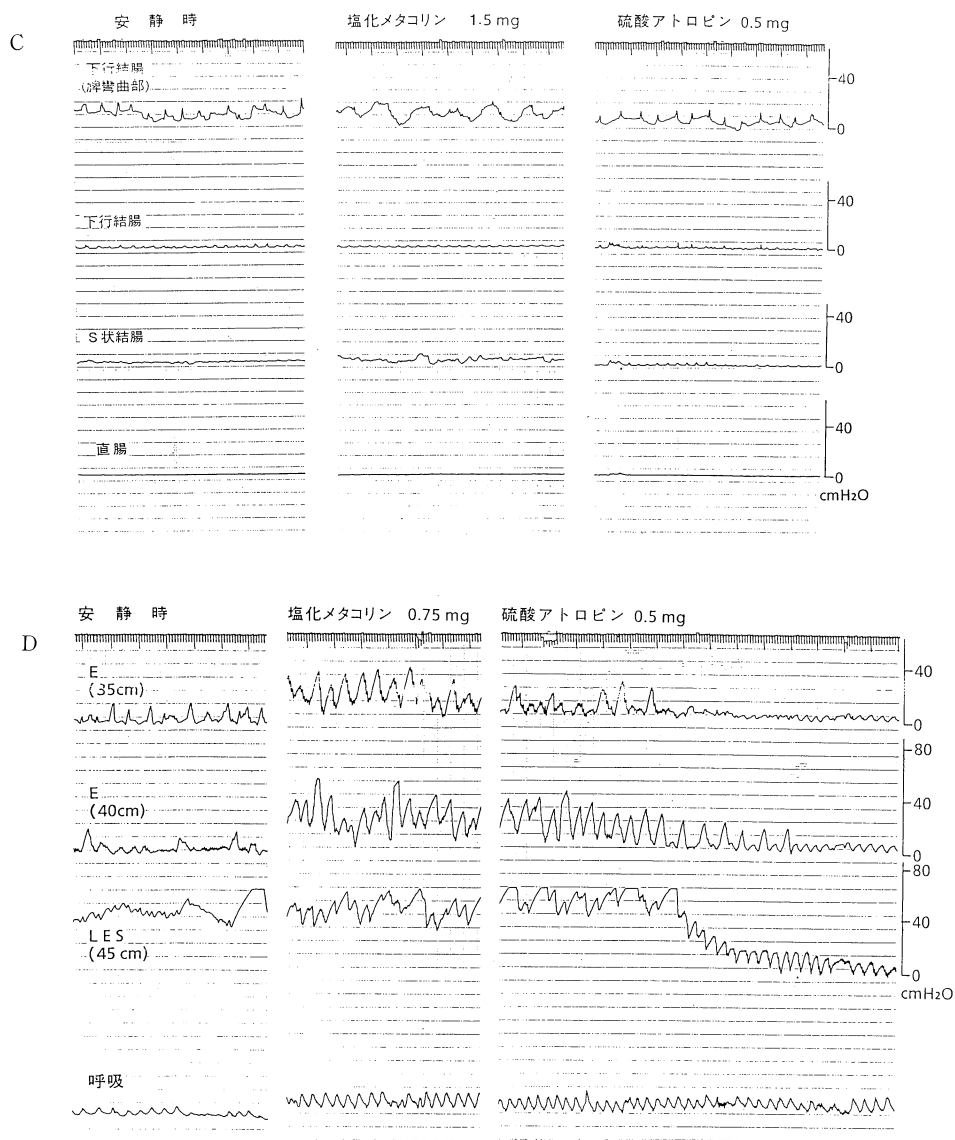 C
安 静 時
塩化メタコリン 1.5 mg
硫酸アトロピン 0.5 mg
下行結腸
(脾彎曲部)
40
0
下行結腸
40
0
S状結腸
40
0
直腸
40
0
cmH₂O
D
安 静 時
塩化メタコリン 0.75 mg
硫酸アトロピン 0.5 mg
E
(35cm)
40
0
E
(40cm)
80
40
0
LES
(45 cm)
80
40
0
cmH₂O
呼吸